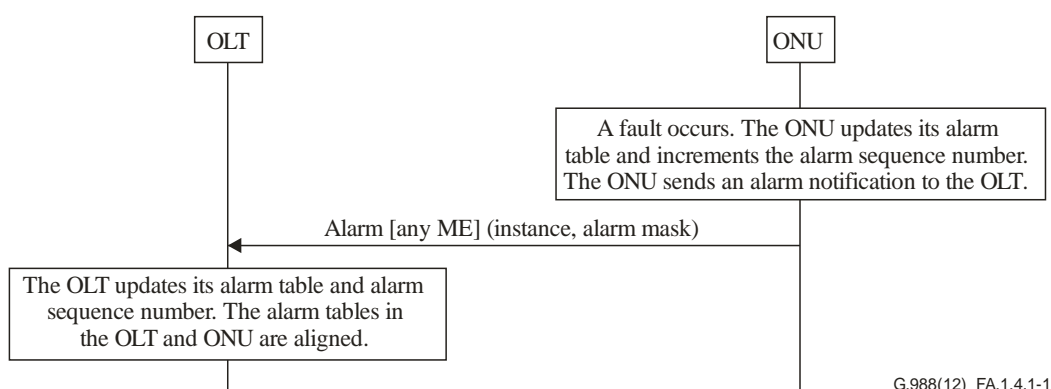 OLT
ONU
A fault occurs. The ONU updates its alarm
table and increments the alarm sequence number.
The ONU sends an alarm notification to the OLT.
Alarm [any ME] (instance, alarm mask)
The OLT updates its alarm table and alarm
sequence number. The alarm tables in
the OLT and ONU are aligned.
G.988(12)_FA.1.4.1-1